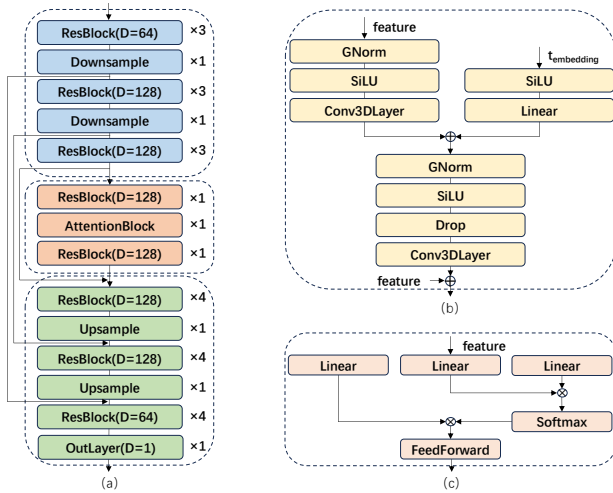 ResBlock(D=64) ×3
Downsample ×1
ResBlock(D=128) ×3
Downsample ×1
ResBlock(D=128) ×3
ResBlock(D=128) ×1
AttentionBlock ×1
ResBlock(D=128) ×1
ResBlock(D=128) ×4
Upsample ×1
ResBlock(D=128) ×4
Upsample ×1
ResBlock(D=64) ×4
OutLayer(D=1) ×1
(a)
feature
GNorm
SiLU
Conv3DLayer
t_embedding
SiLU
Linear
GNorm
SiLU
Drop
Conv3DLayer
feature
(b)
feature
Linear Linear Linear
Softmax
FeedForward
(c)